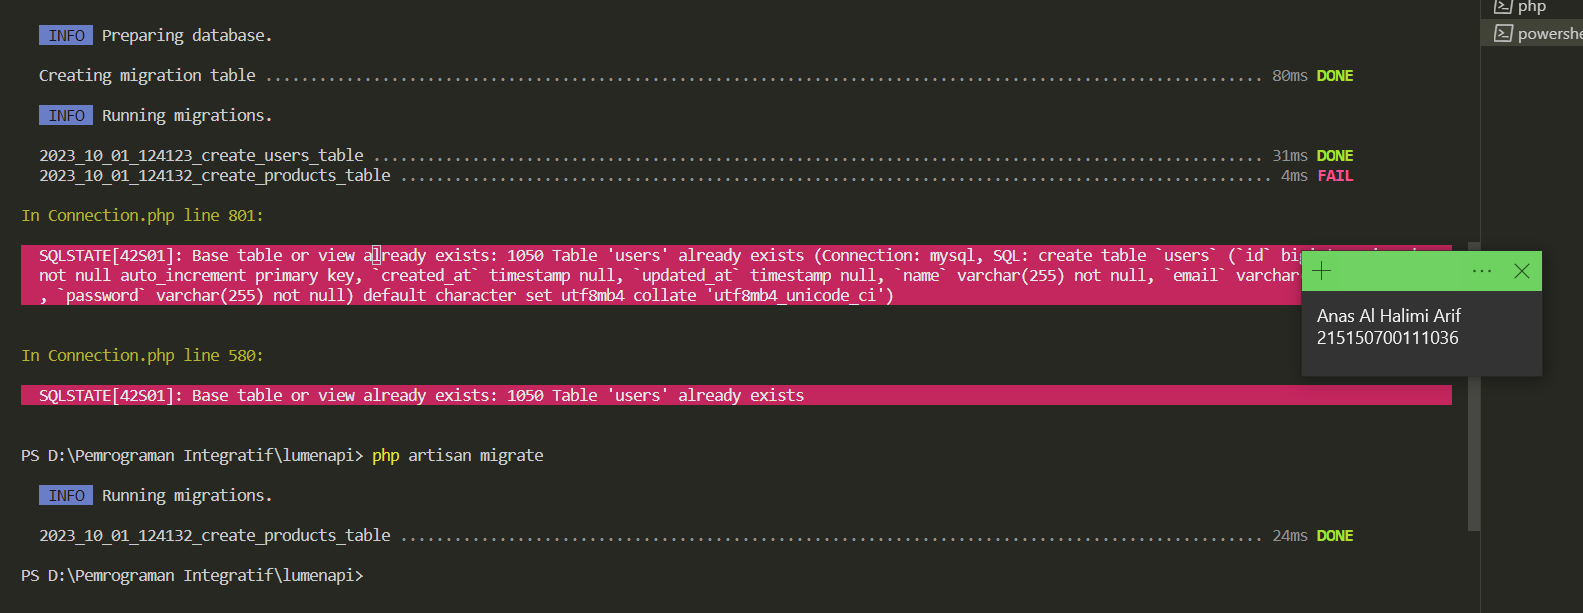 INFO Preparing database.
Creating migration table ........................................................................................................ 80ms DONE
INFO Running migrations.
2023_10_01_124123_create_users_table ................................................................................................... 31ms DONE
2023_10_01_124132_create_products_table ................................................................................................. 4ms FAIL
In Connection.php line 801:
SQLSTATE[42S01]: Base table or view already exists: 1050 Table 'users' already exists (Connection: mysql, SQL: create table `users` (`id`
not null auto_increment primary key, `created_at` timestamp null, `updated_at` timestamp null, `name` varchar(255) not null, `email` varchar
, `password` varchar(255) not null) default character set utf8mb4 collate 'utf8mb4_unicode_ci')
In Connection.php line 580:
SQLSTATE[42S01]: Base table or view already exists: 1050 Table 'users' already exists
PS D:\Pemrograman Integratif\lumenapi> php artisan migrate
INFO Running migrations.
2023_10_01_124132_create_products_table ................................................................................................ 24ms DONE
PS D:\Pemrograman Integratif\lumenapi>
php
powershe
Anas Al Halimi Arif
215150700111036